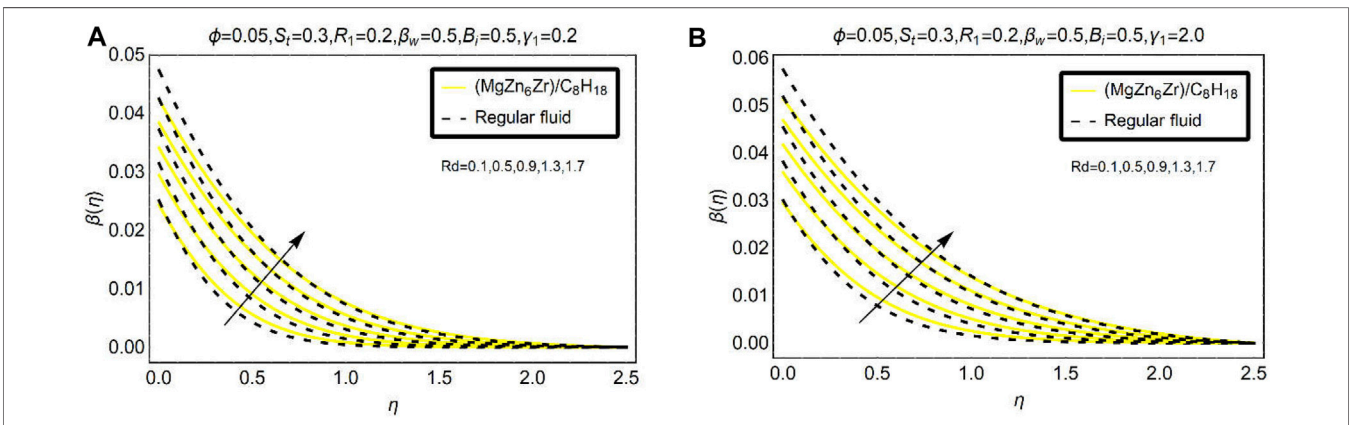 A
ϕ=0.05,Sₜ=0.3,R₁=0.2,β_w=0.5,Bᵢ=0.5,γ₁=0.2
0.05
0.04
0.03
0.02
0.01
0.00
β(η)
(MgZn₆Zr)/C₈H₁₈
Regular fluid
Rd=0.1,0.5,0.9,1.3,1.7
0.0 0.5 1.0 1.5 2.0 2.5
η
B
ϕ=0.05,Sₜ=0.3,R₁=0.2,β_w=0.5,Bᵢ=0.5,γ₁=2.0
0.06
0.05
0.04
0.03
0.02
0.01
0.00
β(η)
(MgZn₆Zr)/C₈H₁₈
Regular fluid
Rd=0.1,0.5,0.9,1.3,1.7
0.0 0.5 1.0 1.5 2.0 2.5
η